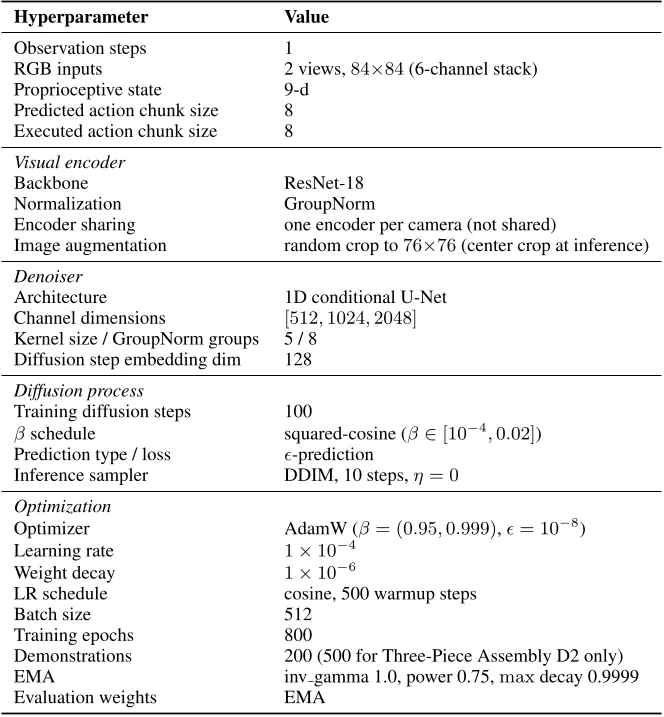 Hyperparameter Value
Observation steps 1
RGB inputs 2 views, 84×84 (6-channel stack)
Proprioceptive state 9-d
Predicted action chunk size 8
Executed action chunk size 8
Visual encoder
Backbone ResNet-18
Normalization GroupNorm
Encoder sharing one encoder per camera (not shared)
Image augmentation random crop to 76×76 (center crop at inference)
Denoiser
Architecture 1D conditional U-Net
Channel dimensions [512, 1024, 2048]
Kernel size / GroupNorm groups 5 / 8
Diffusion step embedding dim 128
Diffusion process
Training diffusion steps 100
β schedule squared-cosine (β ∈ [10⁻⁴, 0.02])
Prediction type / loss ϵ-prediction
Inference sampler DDIM, 10 steps, η = 0
Optimization
Optimizer AdamW (β = (0.95, 0.999), ϵ = 10⁻⁸)
Learning rate 1 × 10⁻⁴
Weight decay 1 × 10⁻⁶
LR schedule cosine, 500 warmup steps
Batch size 512
Training epochs 800
Demonstrations 200 (500 for Three-Piece Assembly D2 only)
EMA inv_gamma 1.0, power 0.75, max decay 0.9999
Evaluation weights EMA